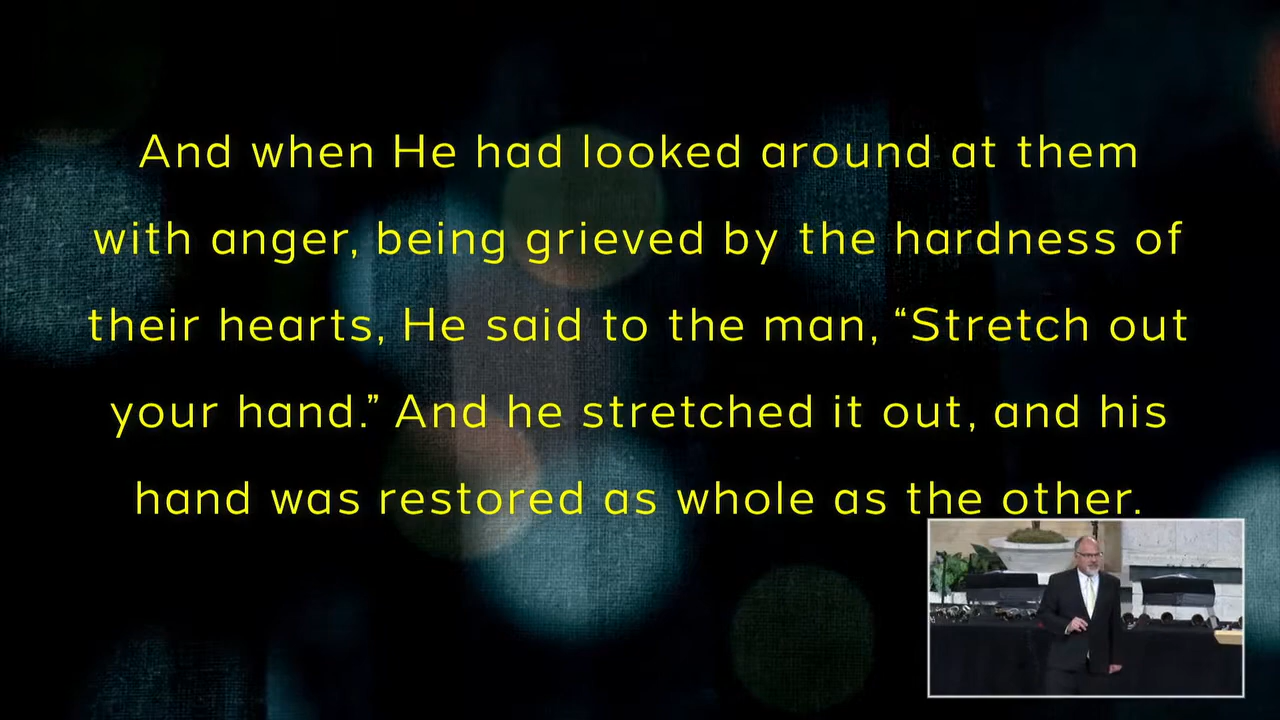 And when He had looked around at them
with anger, being grieved by the hardness of
their hearts, He said to the man, “Stretch out
your hand.” And he stretched it out, and his
hand was restored as whole as the other.